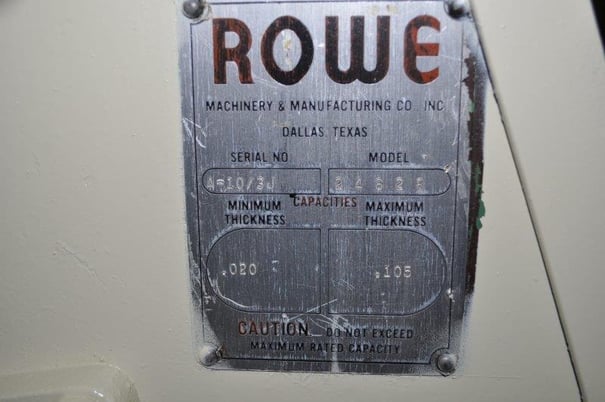 ROWE
MACHINERY & MANUFACTURING CO., INC.
DALLAS, TEXAS
SERIAL NO. MODEL
CAPACITIES
MINIMUM THICKNESS MAXIMUM THICKNESS
.020 .105
CAUTION DO NOT EXCEED
MAXIMUM RATED CAPACITY